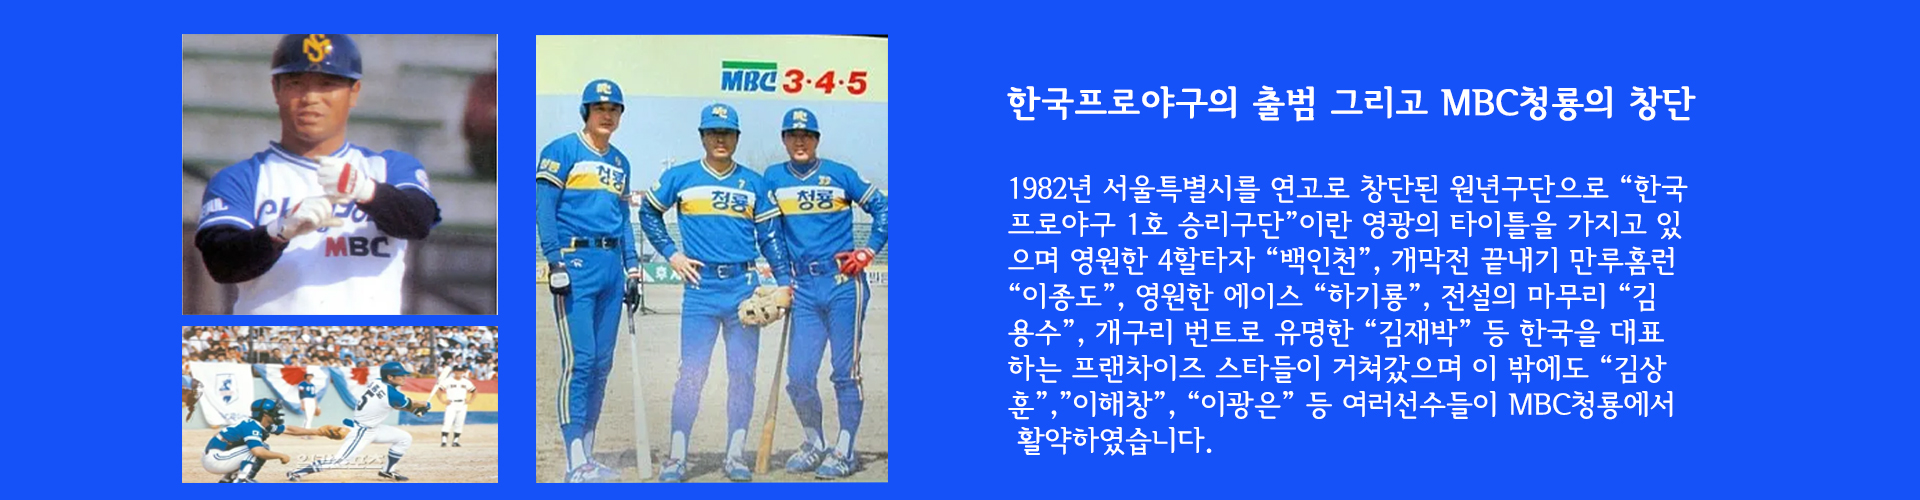 MBC
MBC 3·4·5
청룡
청룡
7
한국프로야구의 출범 그리고 MBC청룡의 창단
1982년 서울특별시를 연고로 창단된 원년구단으로 “한국
프로야구 1호 승리구단”이란 영광의 타이틀을 가지고 있
으며 영원한 4할타자 “백인천”, 개막전 끝내기 만루홈런
“이종도”, 영원한 에이스 “하기룡”, 전설의 마무리 “김
용수”, 개구리 번트로 유명한 “김재박” 등 한국을 대표
하는 프랜차이즈 스타들이 거쳐갔으며 이 밖에도 “김상
훈”,”이해창”, “이광은” 등 여러선수들이 MBC청룡에서
활약하였습니다.